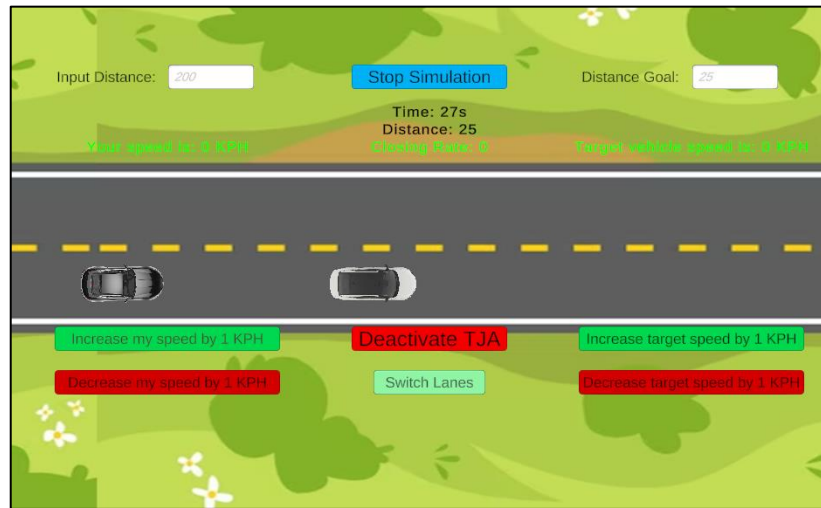 Input Distance: 200
Stop Simulation
Distance Goal: 25
Time: 27s
Distance: 25
Your speed is: 0 KPH
Closing Rate: 0
Target vehicle speed is: 0 KPH
Increase my speed by 1 KPH
Deactivate TJA
Increase target speed by 1 KPH
Decrease my speed by 1 KPH
Switch Lanes
Decrease target speed by 1 KPH